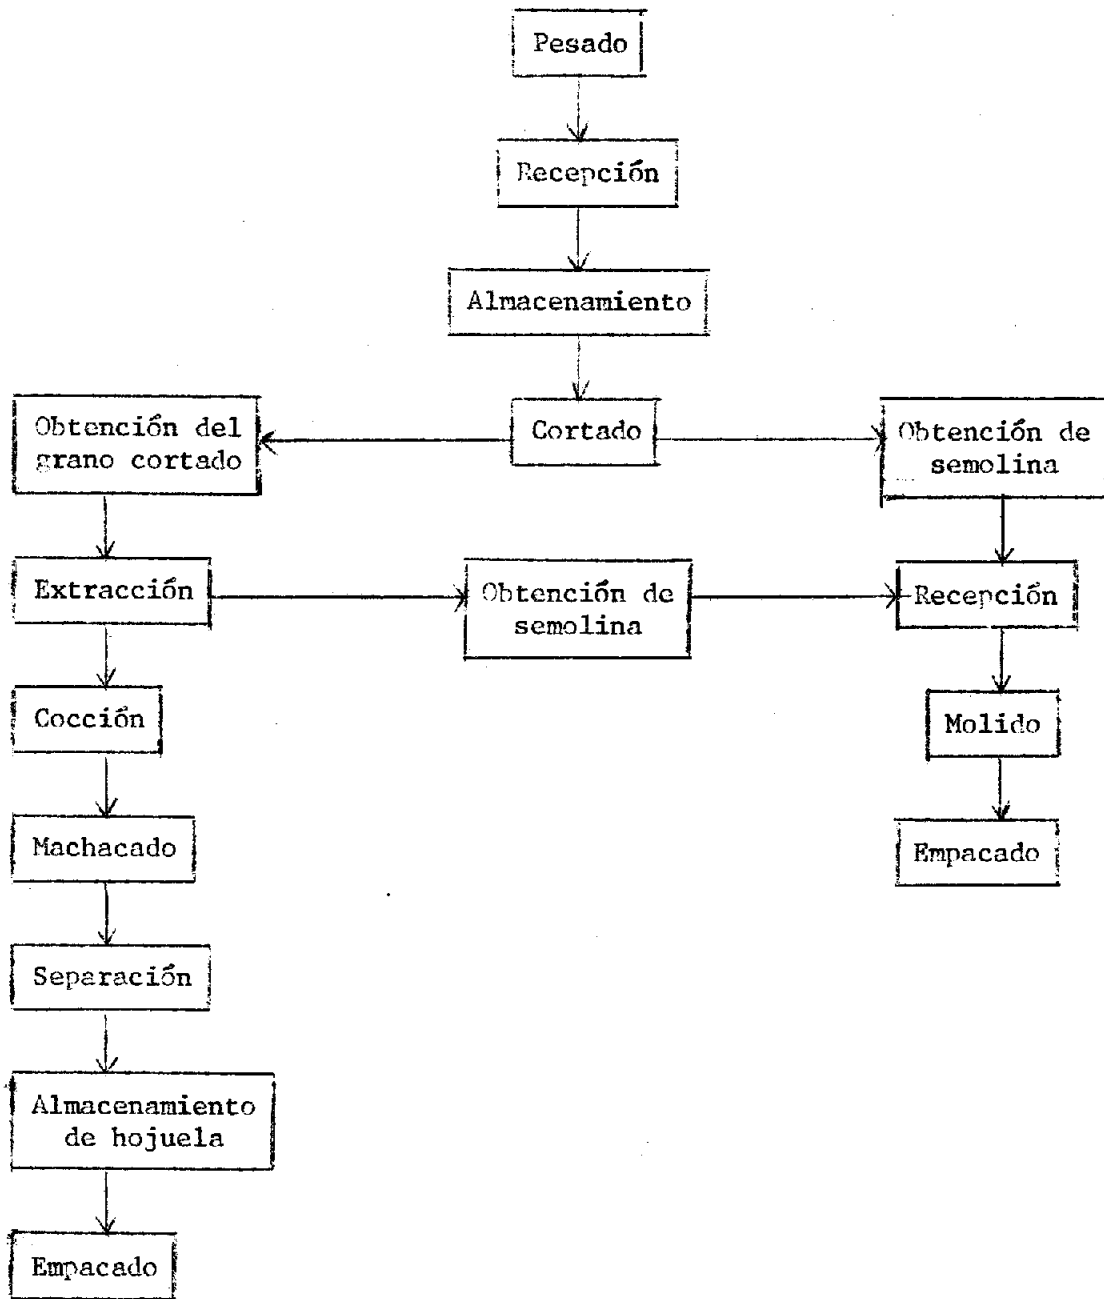 Pesado
Recepción
Almacenamiento
Obtención del
grano cortado
Cortado
Obtención de
semolina
Extracción
Obtención de
semolina
Recepción
Cocción
Molido
Machacado
Empacado
Separación
Almacenamiento
de hojuela
Empacado